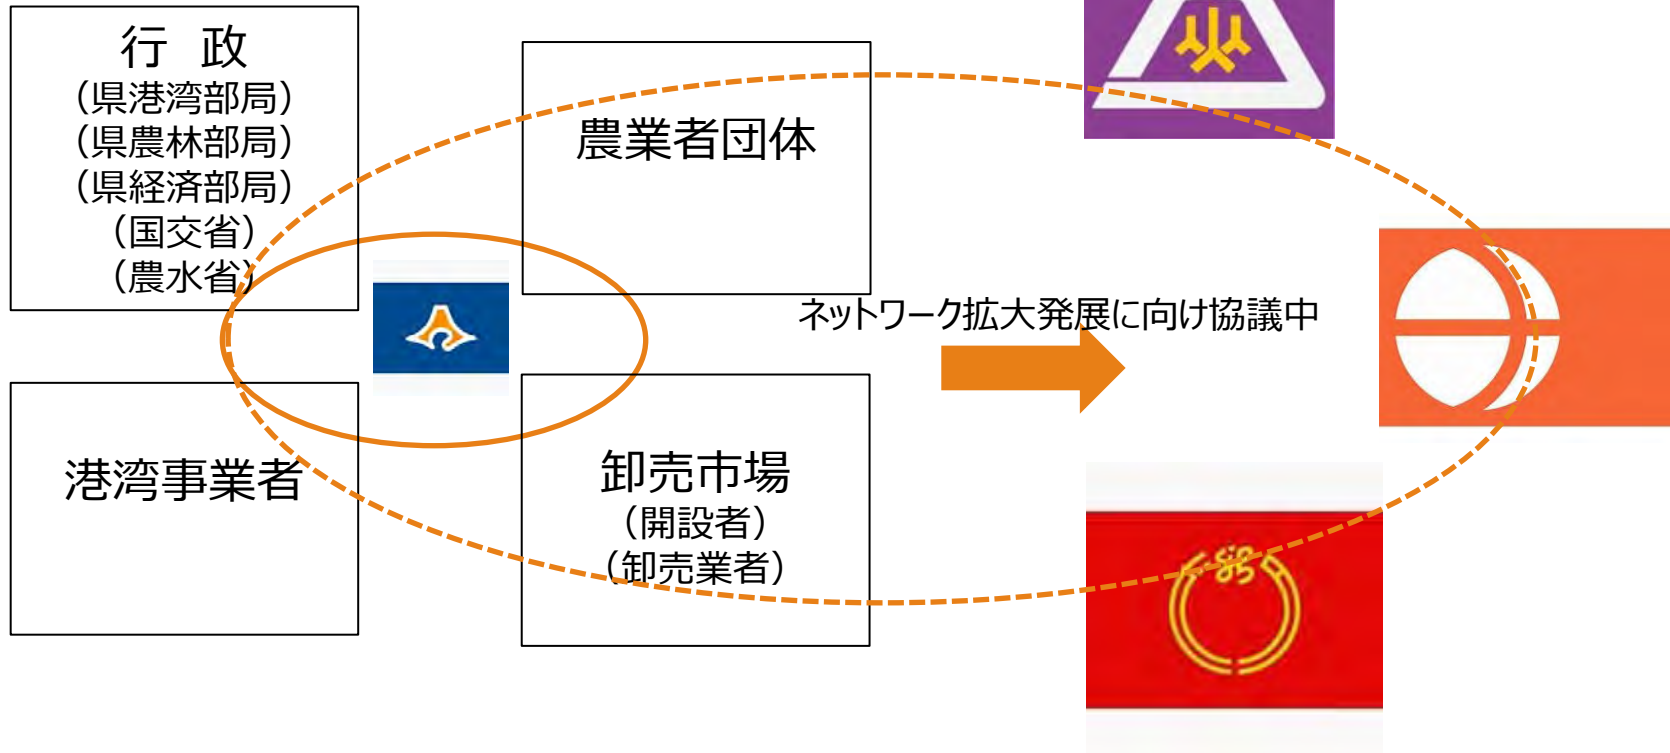 行 政
（県港湾部局）
（県農林部局）
（県経済部局）
（国交省）
（農水省）
農業者団体
ネットワーク拡大発展に向け協議中
港湾事業者
卸売市場
（開設者）
（卸売業者）